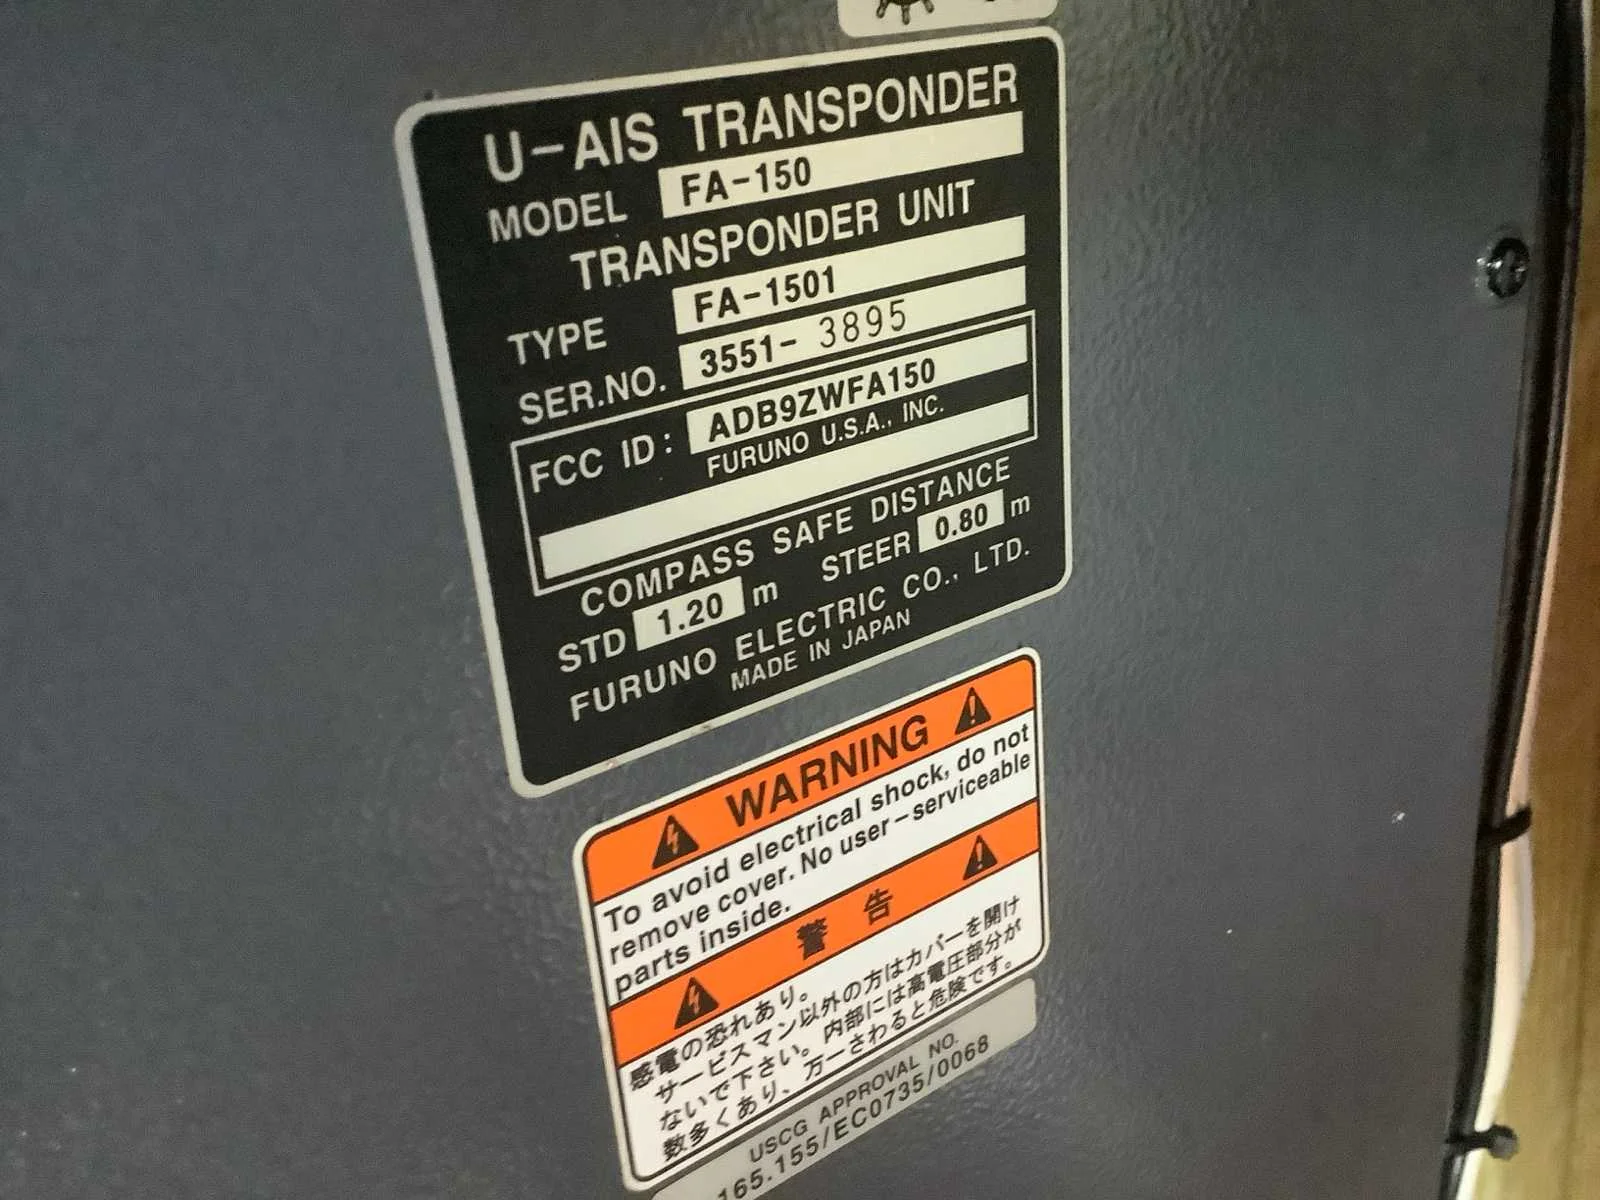 U-AIS TRANSPONDER
MODEL FA-150
TRANSPONDER UNIT
TYPE FA-1501
SER.NO. 3551- 3895
FCC ID: ADB9ZWFA150
FURUNO U.S.A., INC.
COMPASS SAFE DISTANCE
STD 1.20 m STEER 0.80 m
FURUNO ELECTRIC CO., LTD.
MADE IN JAPAN
WARNING
To avoid electrical shock, do not
remove cover. No user-serviceable
parts inside.
警告
感電の恐れあり。
サービスマン以外の方はカバーを開け
ないで下さい。内部には高電圧部分が
数多くあり、万一さわると危険です。
USCG APPROVAL NO.
165.155/EC0735/0068